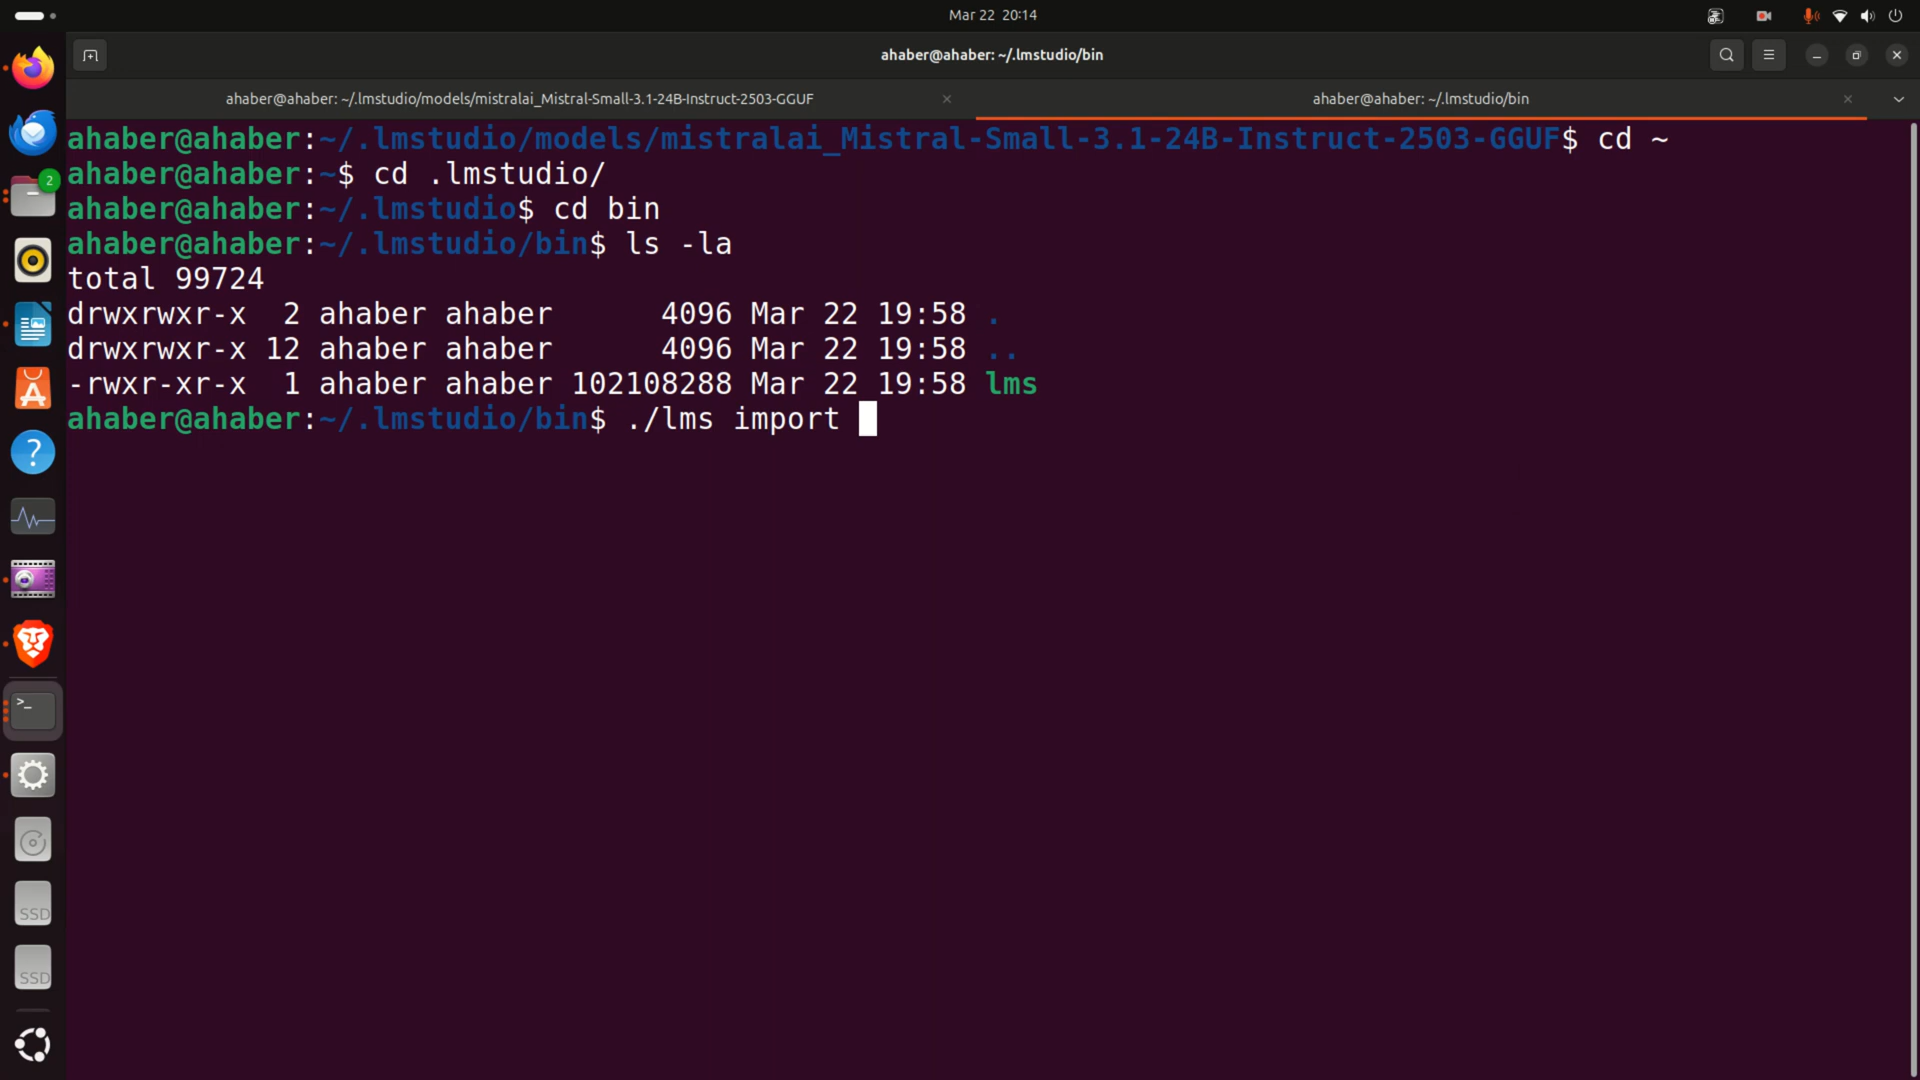 Mar 22 20:14
ahaber@ahaber: ~/.lmstudio/bin
ahaber@ahaber: ~/.lmstudio/models/mistralai_Mistral-Small-3.1-24B-Instruct-2503-GGUF
ahaber@ahaber: ~/.lmstudio/bin
ahaber@ahaber:~/.lmstudio/models/mistralai_Mistral-Small-3.1-24B-Instruct-2503-GGUF$ cd ~
ahaber@ahaber:~$ cd .lmstudio/
ahaber@ahaber:~/.lmstudio$ cd bin
ahaber@ahaber:~/.lmstudio/bin$ ls -la
total 99724
drwxrwxr-x  2 ahaber ahaber      4096 Mar 22 19:58 .
drwxrwxr-x 12 ahaber ahaber      4096 Mar 22 19:58 ..
-rwxr-xr-x  1 ahaber ahaber 102108288 Mar 22 19:58 lms
ahaber@ahaber:~/.lmstudio/bin$ ./lms import
2
SSD
SSD